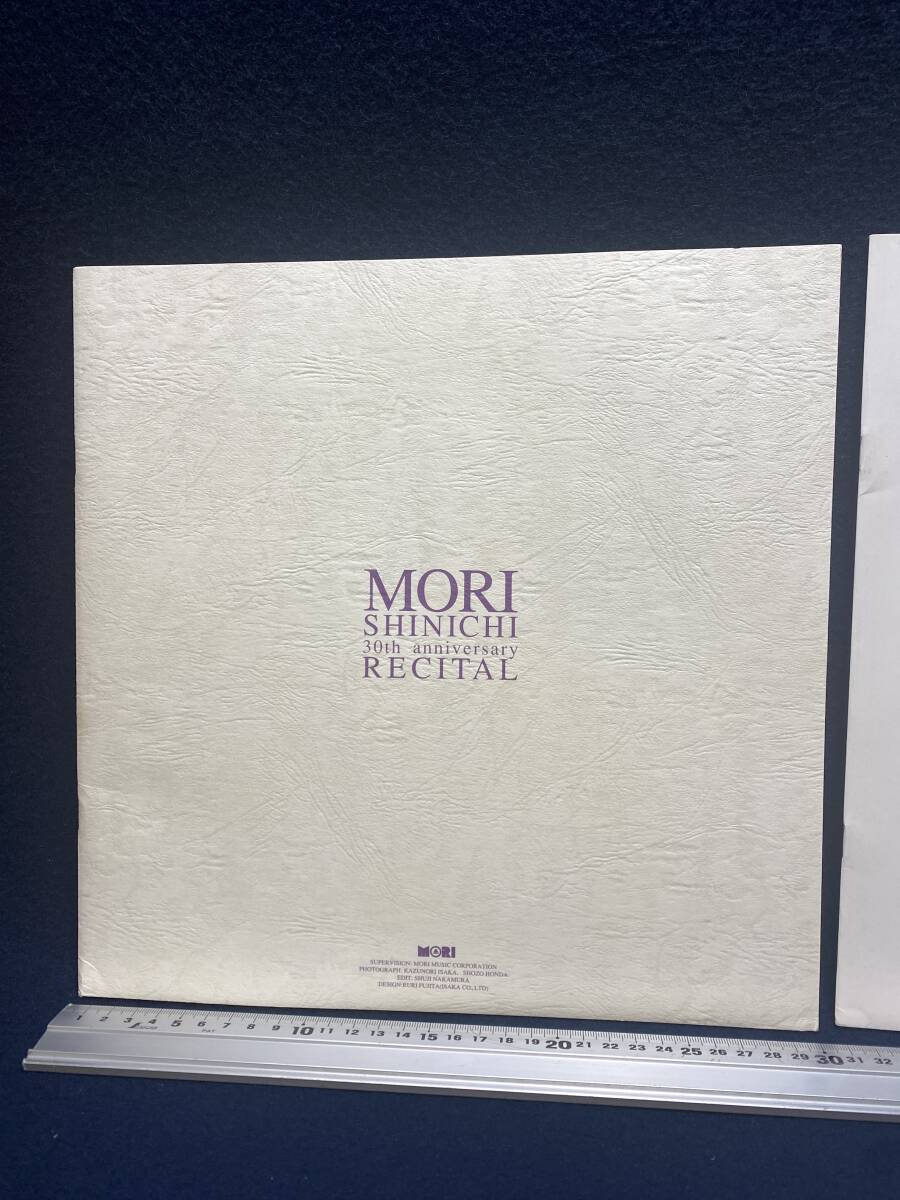 MORI
SHINICHI
30th anniversary
RECITAL
MORI
SUPERVISION: MORI MUSIC CORPORATION
PHOTOGRAPH: KAZUNORI ISAKA, SHOZO HONDA
EDIT: SHUJI NAKAMURA
DESIGN: RURI FUJITA(ISAKA CO., LTD)
1 2 3 4 5 6 7 8 9 10 11 12 13 14 15 16 17 18 19 20 21 22 23 24 25 26 27 28 29 30 31 32
PAT